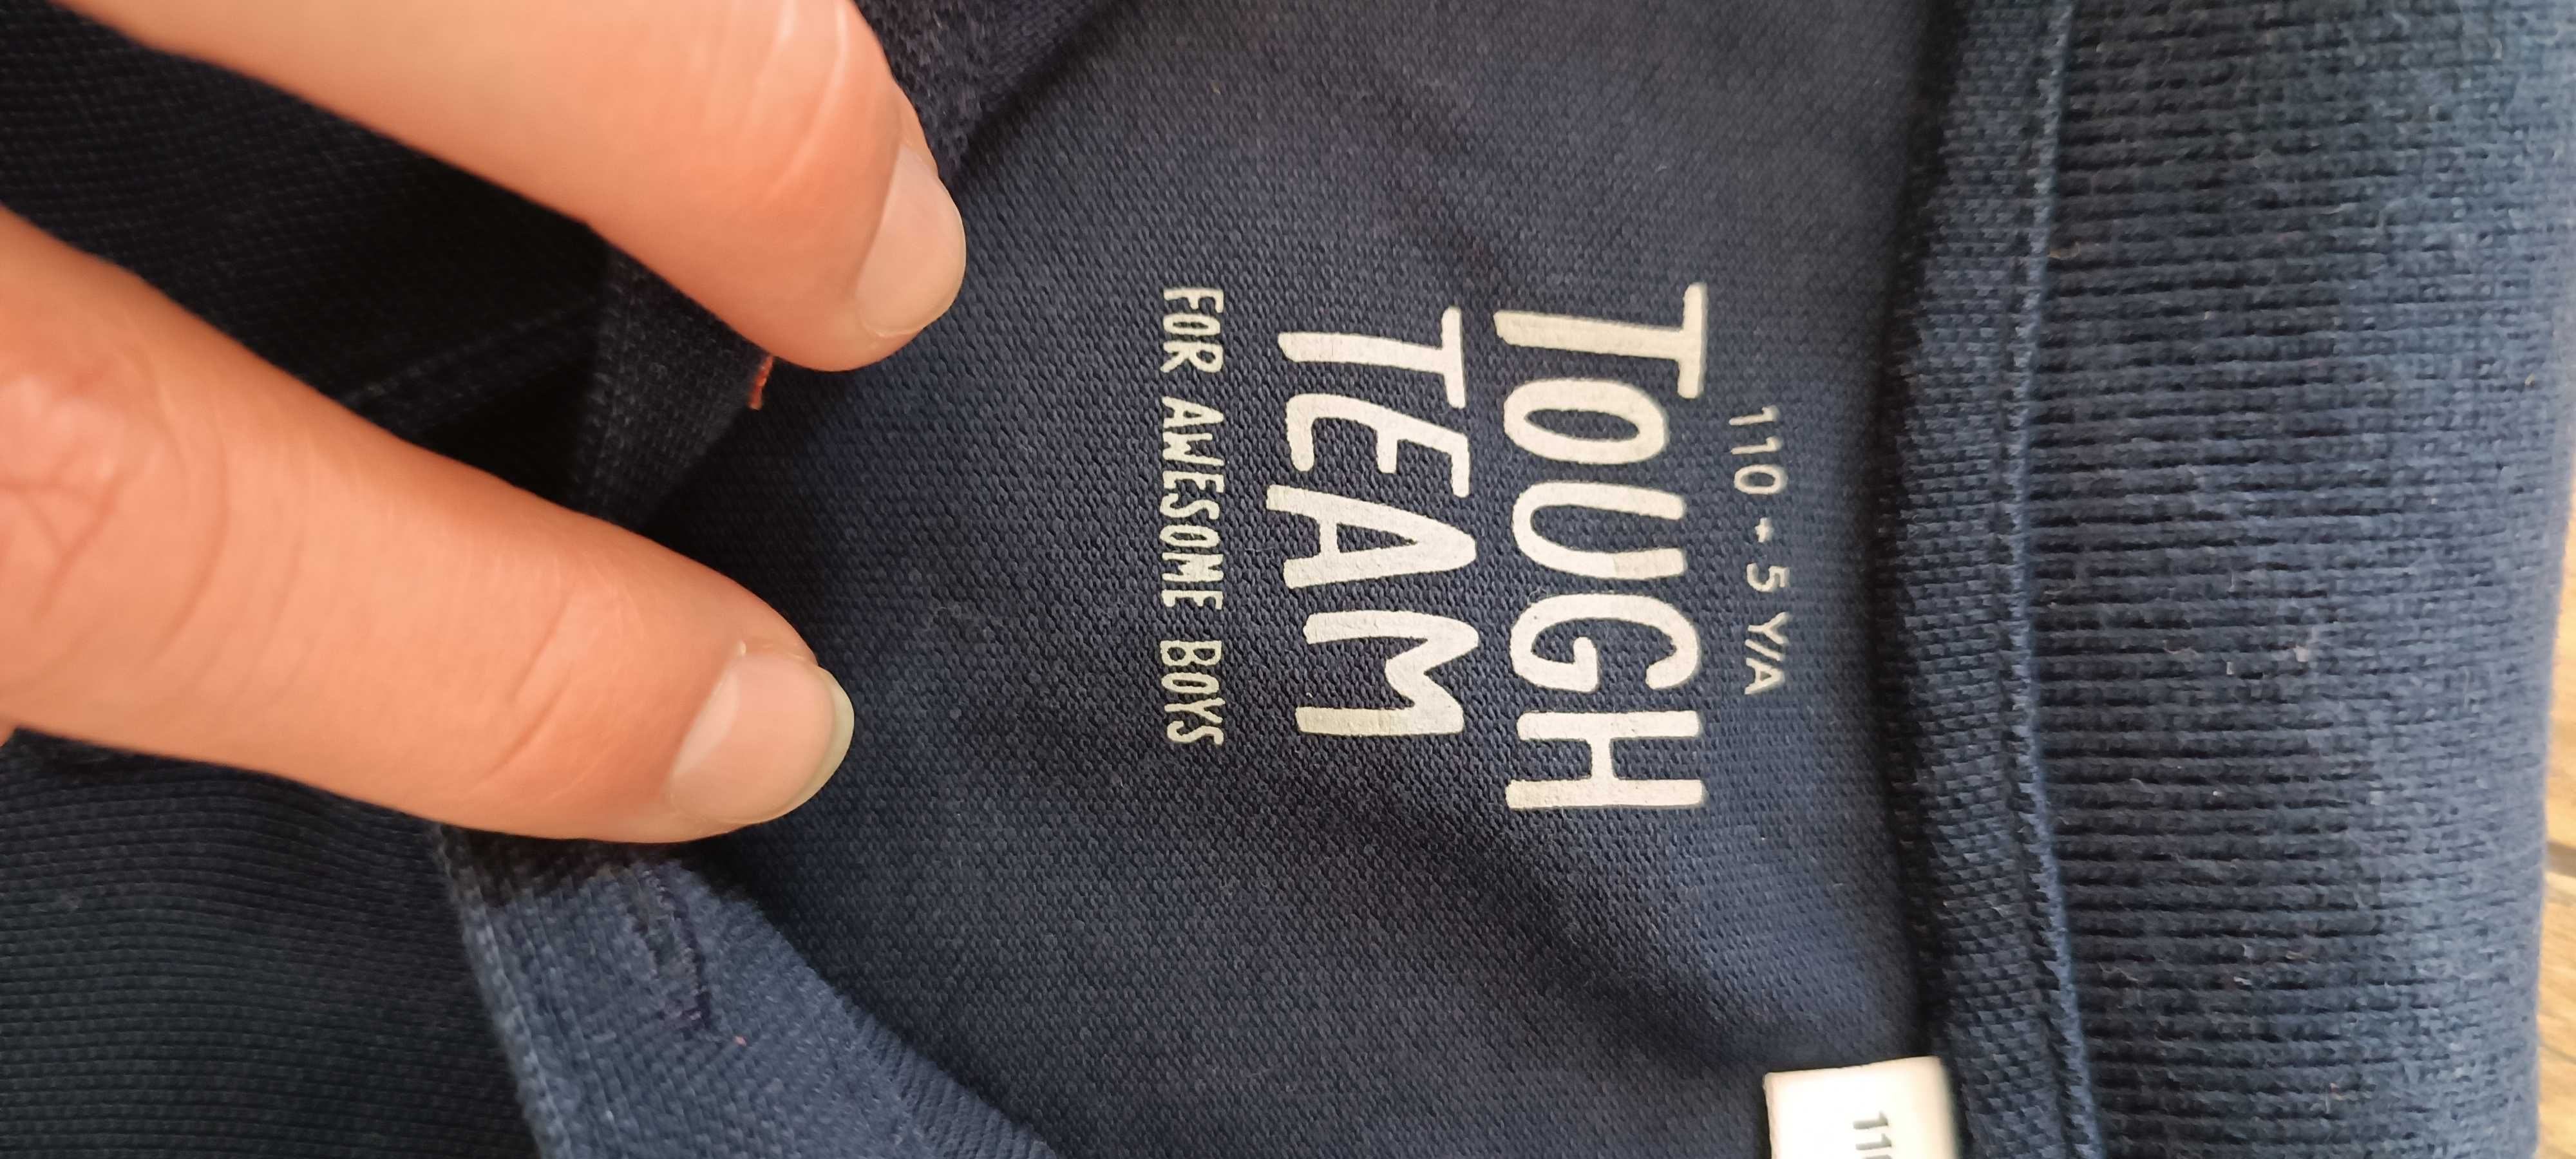 110 • 5 Y/A
TOUGH
TEAM
FOR AWESOME BOYS